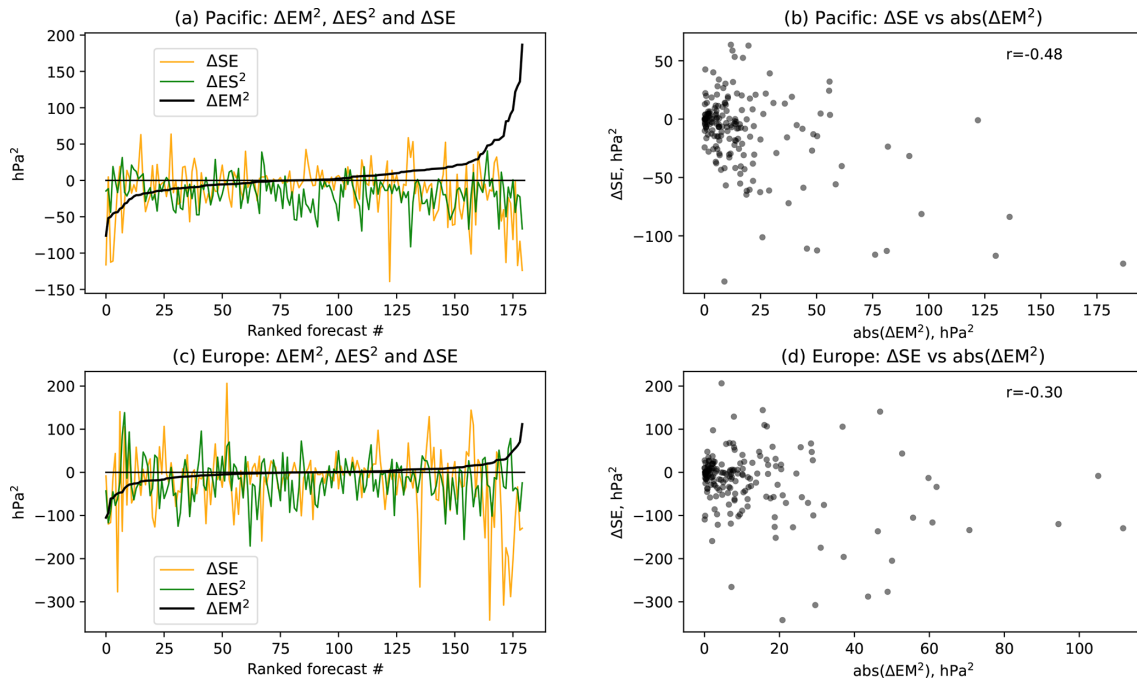 (a) Pacific: ΔEM², ΔES² and ΔSE
200
150
100
50
0
−50
−100
−150
hPa²
ΔSE
ΔES²
ΔEM²
0 25 50 75 100 125 150 175
Ranked forecast #
(b) Pacific: ΔSE vs abs(ΔEM²)
r=-0.48
50
0
−50
−100
ΔSE, hPa²
0 25 50 75 100 125 150 175
abs(ΔEM²), hPa²
(c) Europe: ΔEM², ΔES² and ΔSE
200
100
0
−100
−200
−300
hPa²
ΔSE
ΔES²
ΔEM²
0 25 50 75 100 125 150 175
Ranked forecast #
(d) Europe: ΔSE vs abs(ΔEM²)
r=-0.30
200
100
0
−100
−200
−300
ΔSE, hPa²
0 20 40 60 80 100
abs(ΔEM²), hPa²